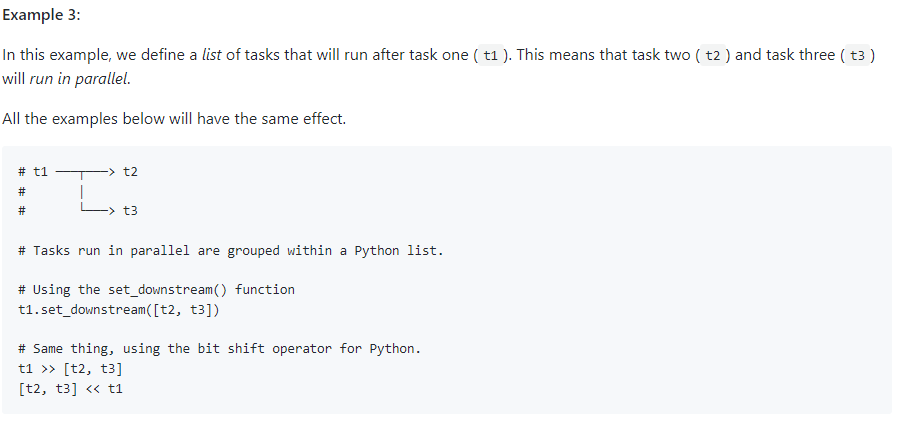 Example 3:
In this example, we define a list of tasks that will run after task one ( t1 ). This means that task two ( t2 ) and task three ( t3 )
will run in parallel.
All the examples below will have the same effect.
# t1 ──┬──> t2
#      │
#      └──> t3
# Tasks run in parallel are grouped within a Python list.
# Using the set_downstream() function
t1.set_downstream([t2, t3])
# Same thing, using the bit shift operator for Python.
t1 >> [t2, t3]
[t2, t3] << t1